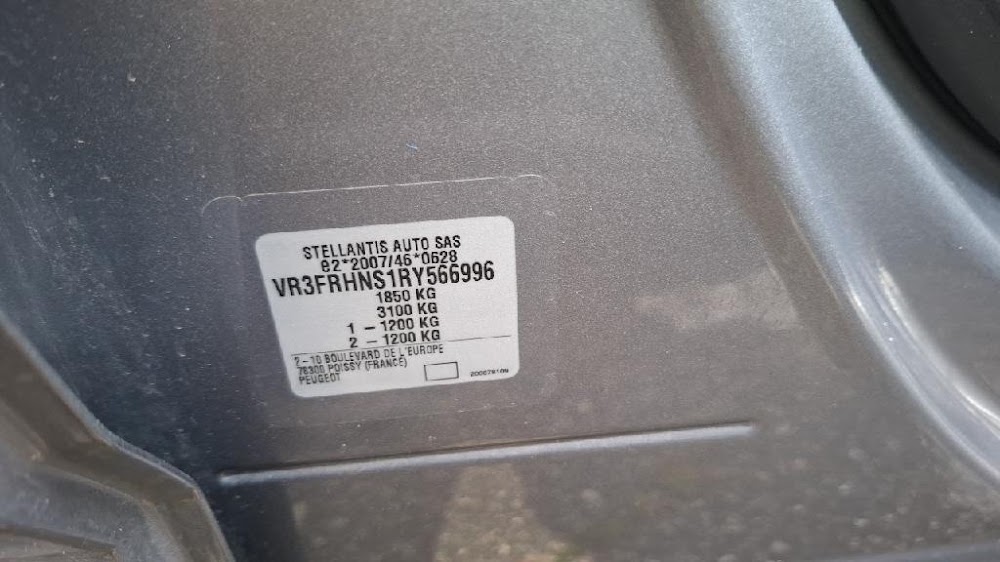 STELLANTIS AUTO SAS
e2*2007/46*0628
VR3FRHNS1RY566996
1850 KG
3100 KG
1 - 1200 KG
2 - 1200 KG
2-10 BOULEVARD DE L'EUROPE
78300 POISSY (FRANCE)
PEUGEOT